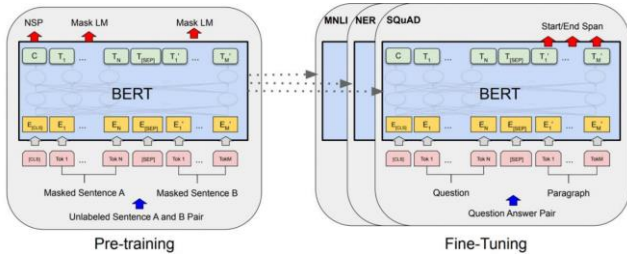 NSP Mask LM Mask LM
C T1 ... TN T[SEP] T1' ... TM'
BERT
E[CLS] E1 ... EN E[SEP] E1' ... EM'
[CLS] Tok 1 ... Tok N [SEP] Tok 1 ... TokM
Masked Sentence A Masked Sentence B
Unlabeled Sentence A and B Pair
Pre-training
MNLI NER SQuAD
Start/End Span
C T1 ... TN T[SEP] T1' ... TM'
BERT
E[CLS] E1 ... EN E[SEP] E1' ... EM'
[CLS] Tok 1 ... Tok N [SEP] Tok 1 ... TokM
Question Paragraph
Question Answer Pair
Fine-Tuning